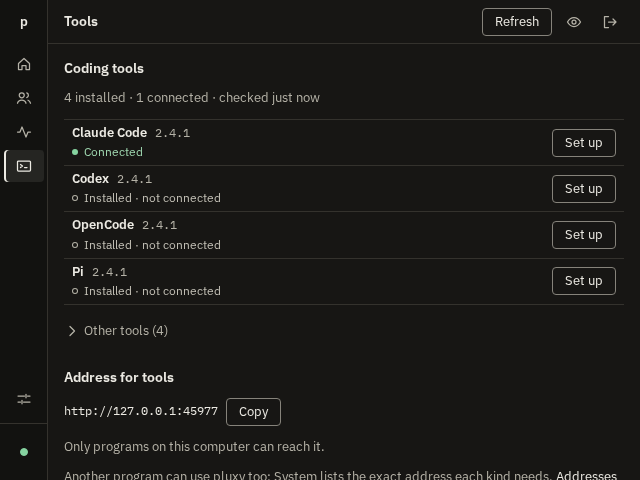 p
Tools
Refresh
Coding tools
4 installed · 1 connected · checked just now
Claude Code 2.4.1
Connected
Set up
Codex 2.4.1
Installed · not connected
Set up
OpenCode 2.4.1
Installed · not connected
Set up
Pi 2.4.1
Installed · not connected
Set up
Other tools (4)
Address for tools
http://127.0.0.1:45977 Copy
Only programs on this computer can reach it.
Another program can use pluxy too: System lists the exact address each kind needs. Addresses